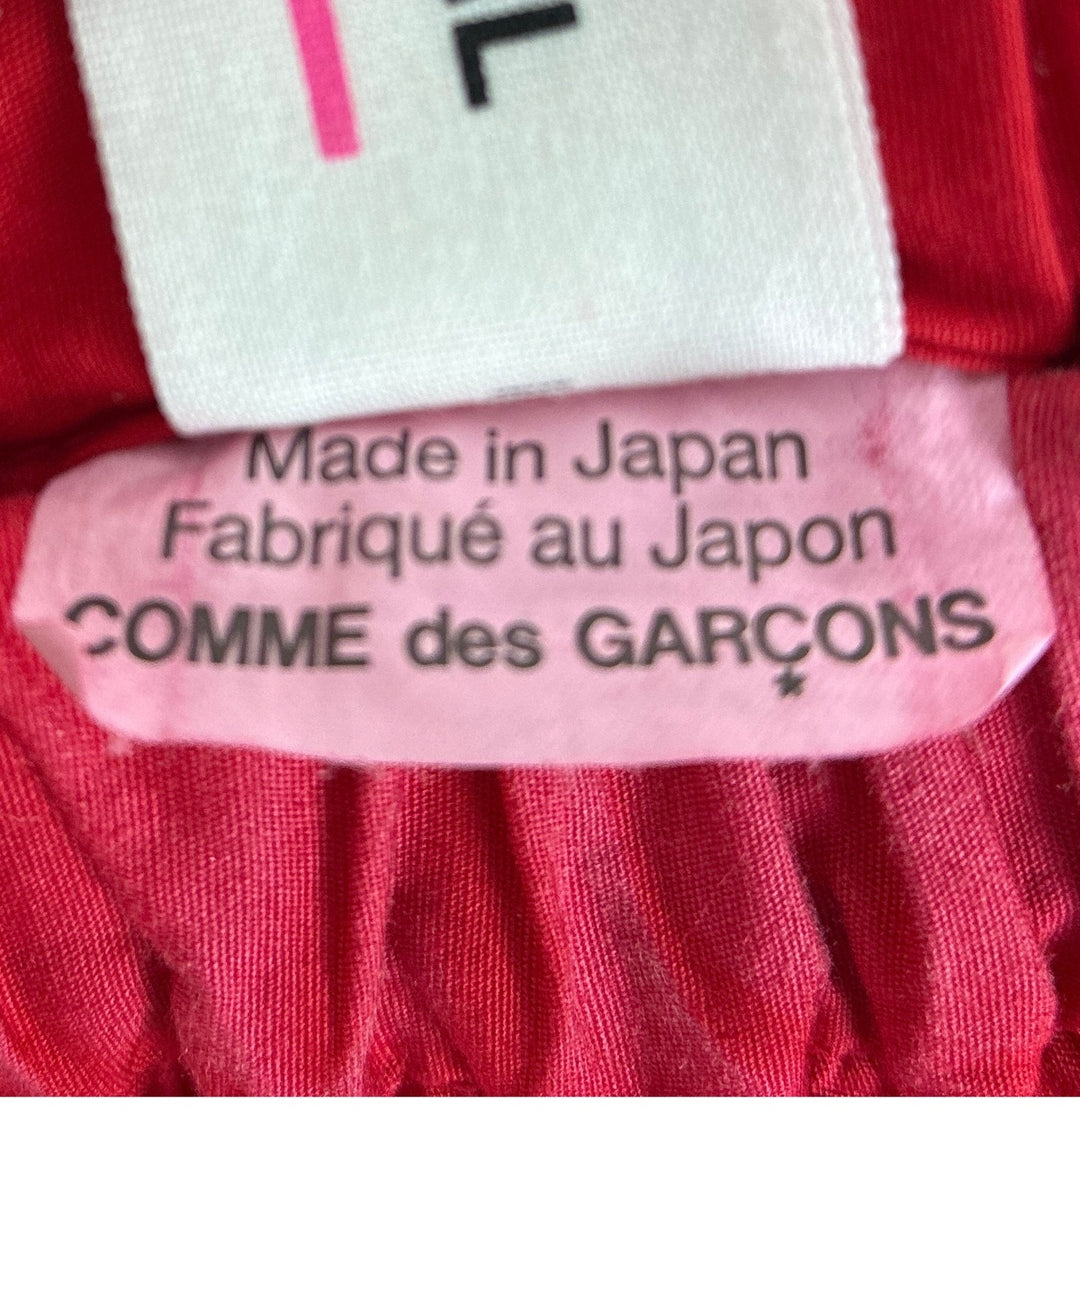 Made in Japan
Fabriqué au Japon
COMME des GARÇONS
*